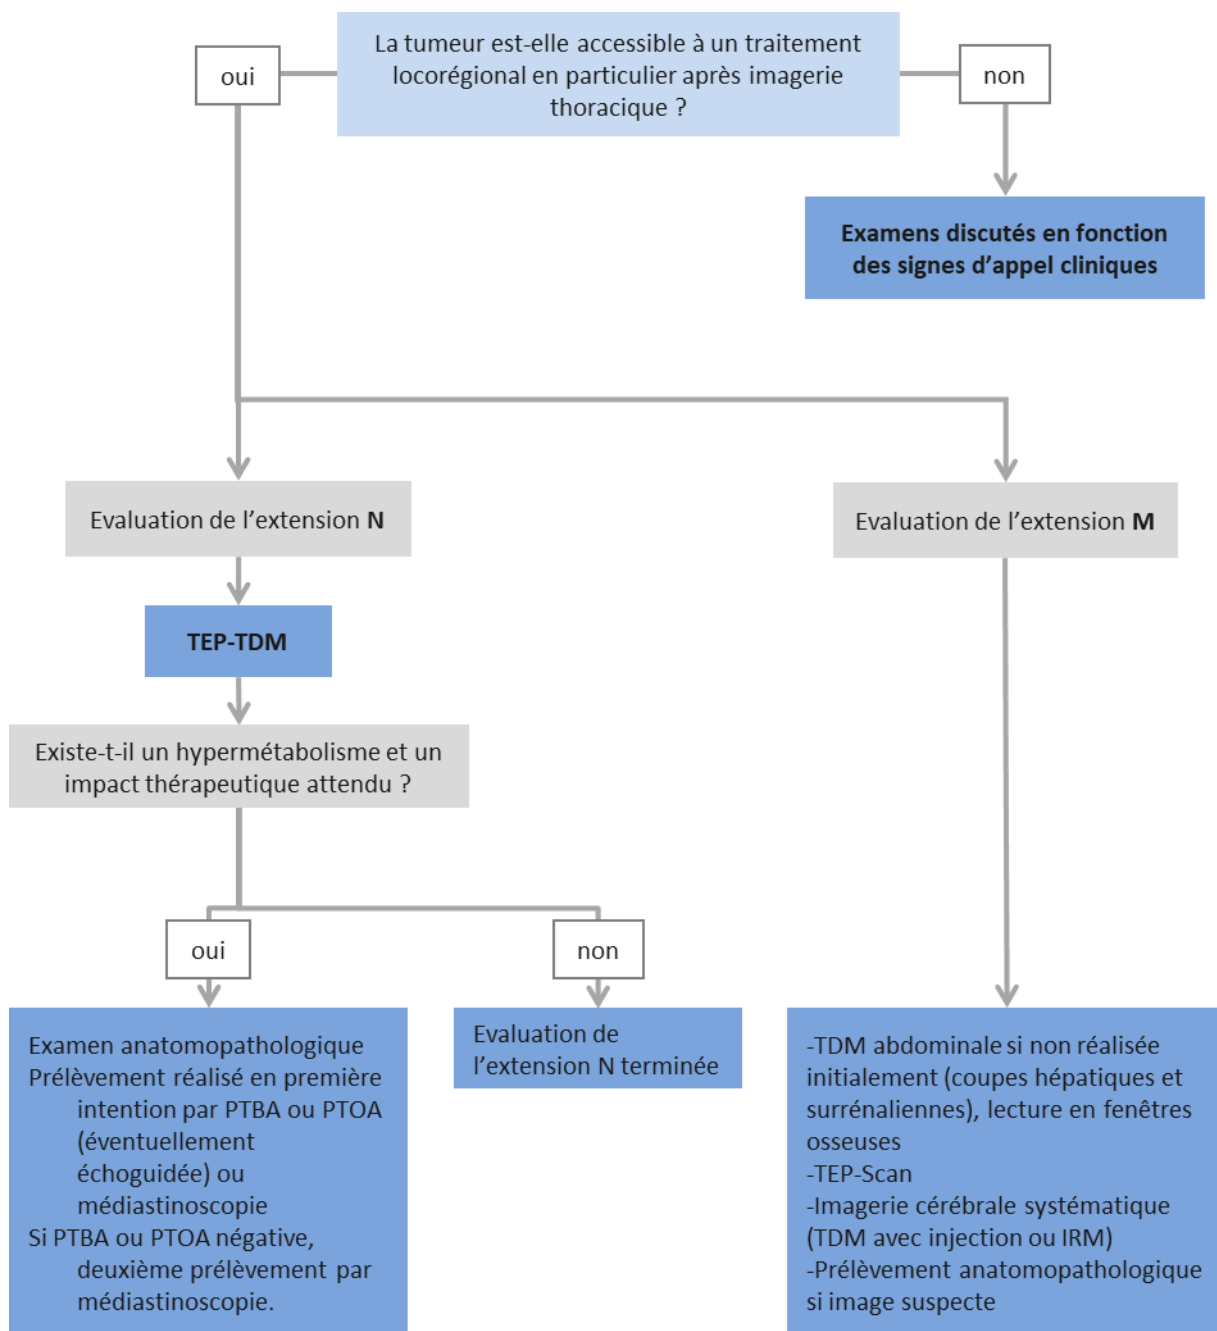 La tumeur est-elle accessible à un traitement
locorégional en particulier après imagerie
thoracique ?
oui
non
Examens discutés en fonction
des signes d’appel cliniques
Evaluation de l’extension N
Evaluation de l’extension M
TEP-TDM
Existe-t-il un hypermétabolisme et un
impact thérapeutique attendu ?
oui
non
Examen anatomopathologique
Prélèvement réalisé en première
intention par PTBA ou PTOA
(éventuellement
échoguidée) ou
médiastinoscopie
Si PTBA ou PTOA négative,
deuxième prélèvement par
médiastinoscopie.
Evaluation de
l’extension N terminée
-TDM abdominale si non réalisée
initialement (coupes hépatiques et
surrénaliennes), lecture en fenêtres
osseuses
-TEP-Scan
-Imagerie cérébrale systématique
(TDM avec injection ou IRM)
-Prélèvement anatomopathologique
si image suspecte